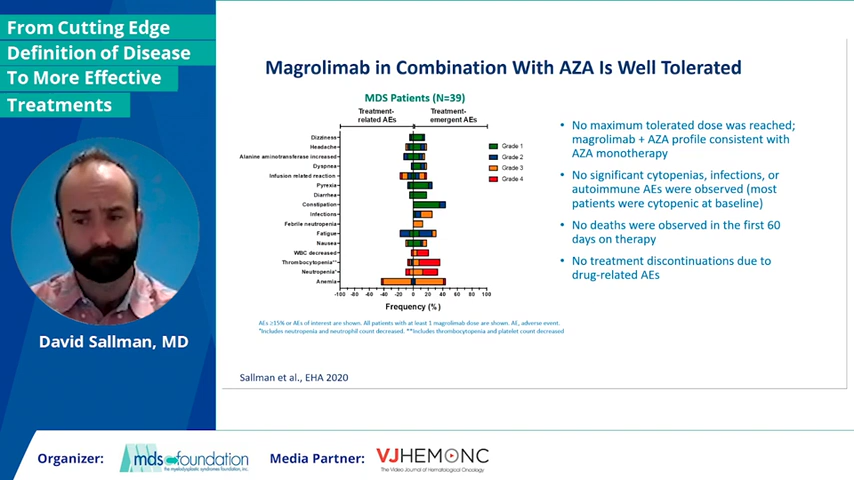 From Cutting Edge
Definition of Disease
To More Effective
Treatments
David Sallman, MD
Magrolimab in Combination With AZA Is Well Tolerated
MDS Patients (N=39)
Treatment-
related AEs
Treatment-
emergent AEs
Dizziness
Headache
Alanine aminotransferase increased
Dyspnea
Infusion related reaction
Pyrexia
Diarrhea
Constipation
Infections
Febrile neutropenia
Fatigue
Nausea
WBC decreased
Thrombocytopenia**
Neutropenia*
Anemia
Grade 1
Grade 2
Grade 3
Grade 4
-100 -80 -60 -40 -20 0 20 40 60 80 100
Frequency (%)
AEs ≥15% or AEs of interest are shown. All patients with at least 1 magrolimab dose are shown. AE, adverse event.
*Includes neutropenia and neutrophil count decreased. **Includes thrombocytopenia and platelet count decreased
• No maximum tolerated dose was reached;
magrolimab + AZA profile consistent with
AZA monotherapy
• No significant cytopenias, infections, or
autoimmune AEs were observed (most
patients were cytopenic at baseline)
• No deaths were observed in the first 60
days on therapy
• No treatment discontinuations due to
drug-related AEs
Sallman et al., EHA 2020
Organizer:
mds foundation
the myelodysplastic syndromes foundation, inc.
Media Partner:
VJHEMONC
The Video Journal of Hematological Oncology